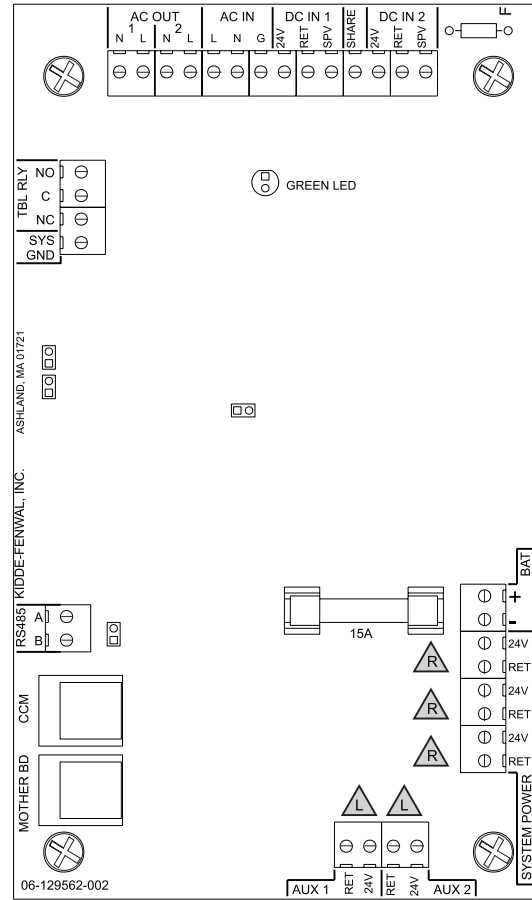 AC OUT AC IN DC IN 1 DC IN 2
1 2
N L N L L N G 24V RET SPV SHARE 24V RET SPV
F
GREEN LED
TBL RLY
NO
C
NC
SYS
GND
ASHLAND, MA 01721
KIDDE-FENWAL, INC.
RS485
A
B
CCM
MOTHER BD
15A
BAT
+
-
24V
RET
24V
RET
24V
RET
SYSTEM POWER
R
R
R
L L
RET 24V RET 24V
AUX 1 AUX 2
06-129562-002